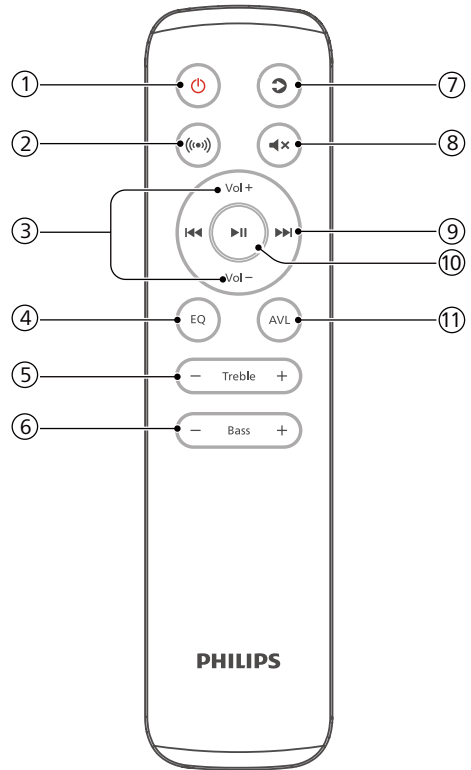 ① ⑦
② ⑧
Vol +
③ ⑨
⑩
Vol −
④ EQ AVL ⑪
⑤ − Treble +
⑥ − Bass +
PHILIPS